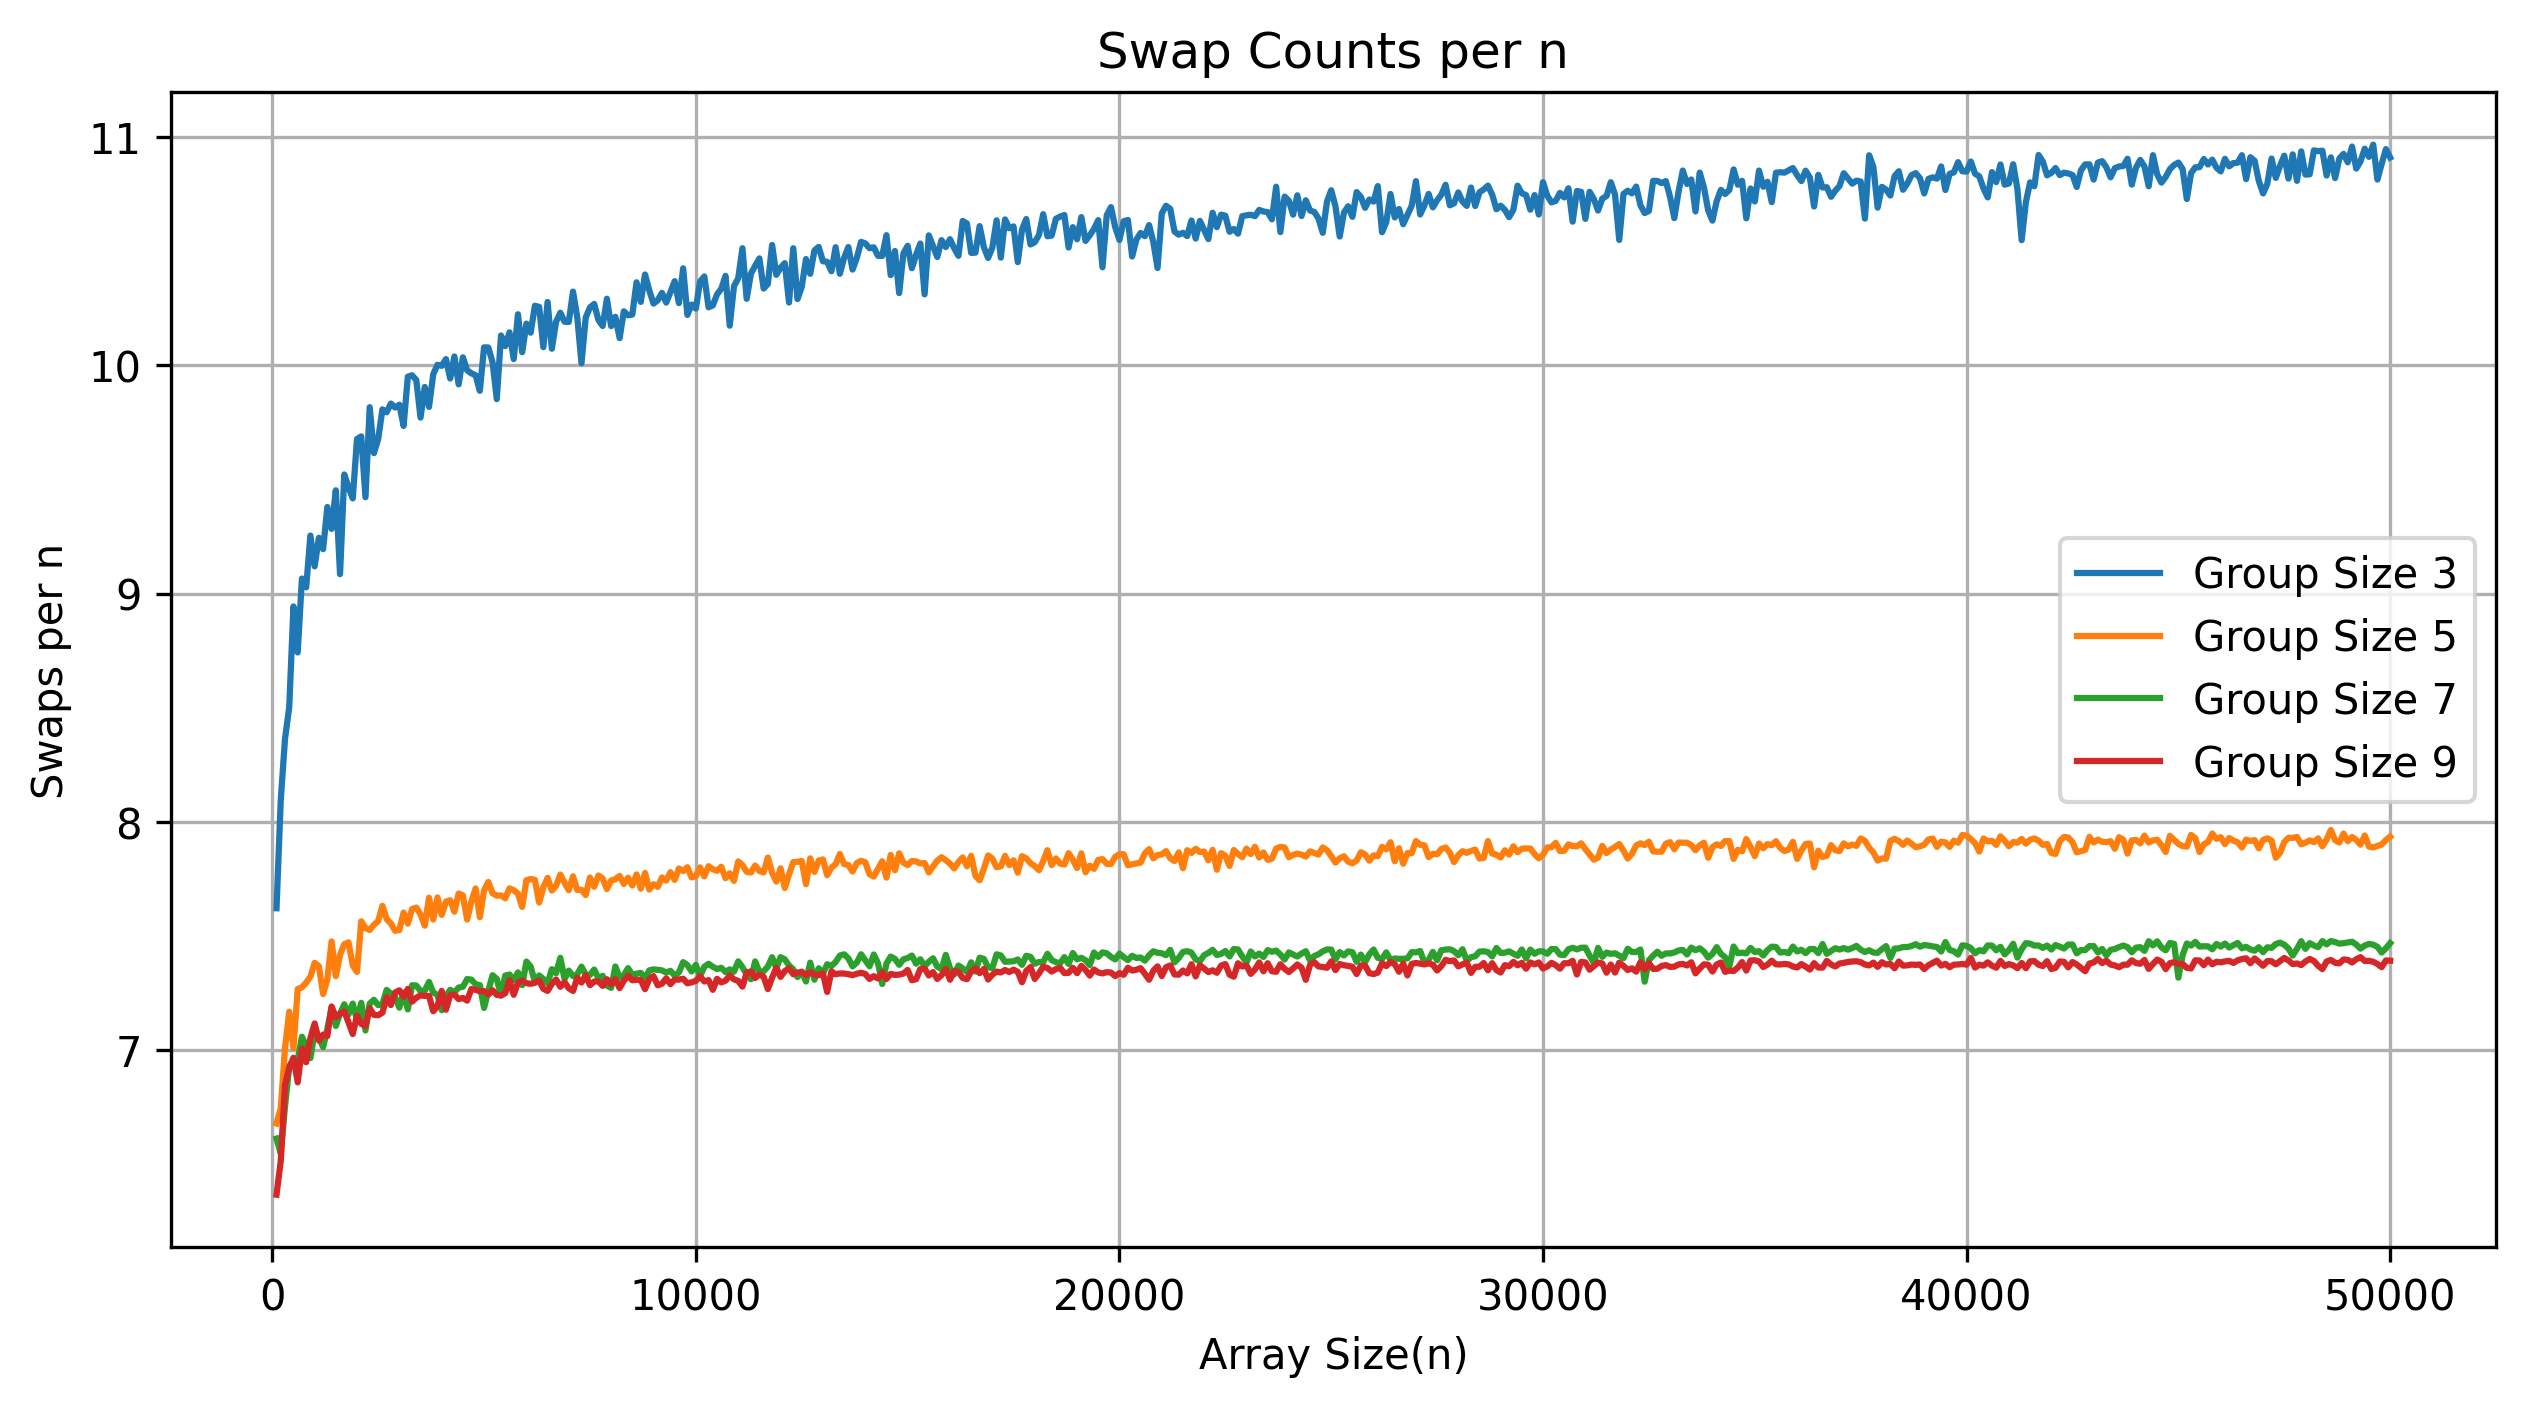 Swap Counts per n
11
10
9
8
7
Swaps per n
Group Size 3
Group Size 5
Group Size 7
Group Size 9
0 10000 20000 30000 40000 50000
Array Size(n)